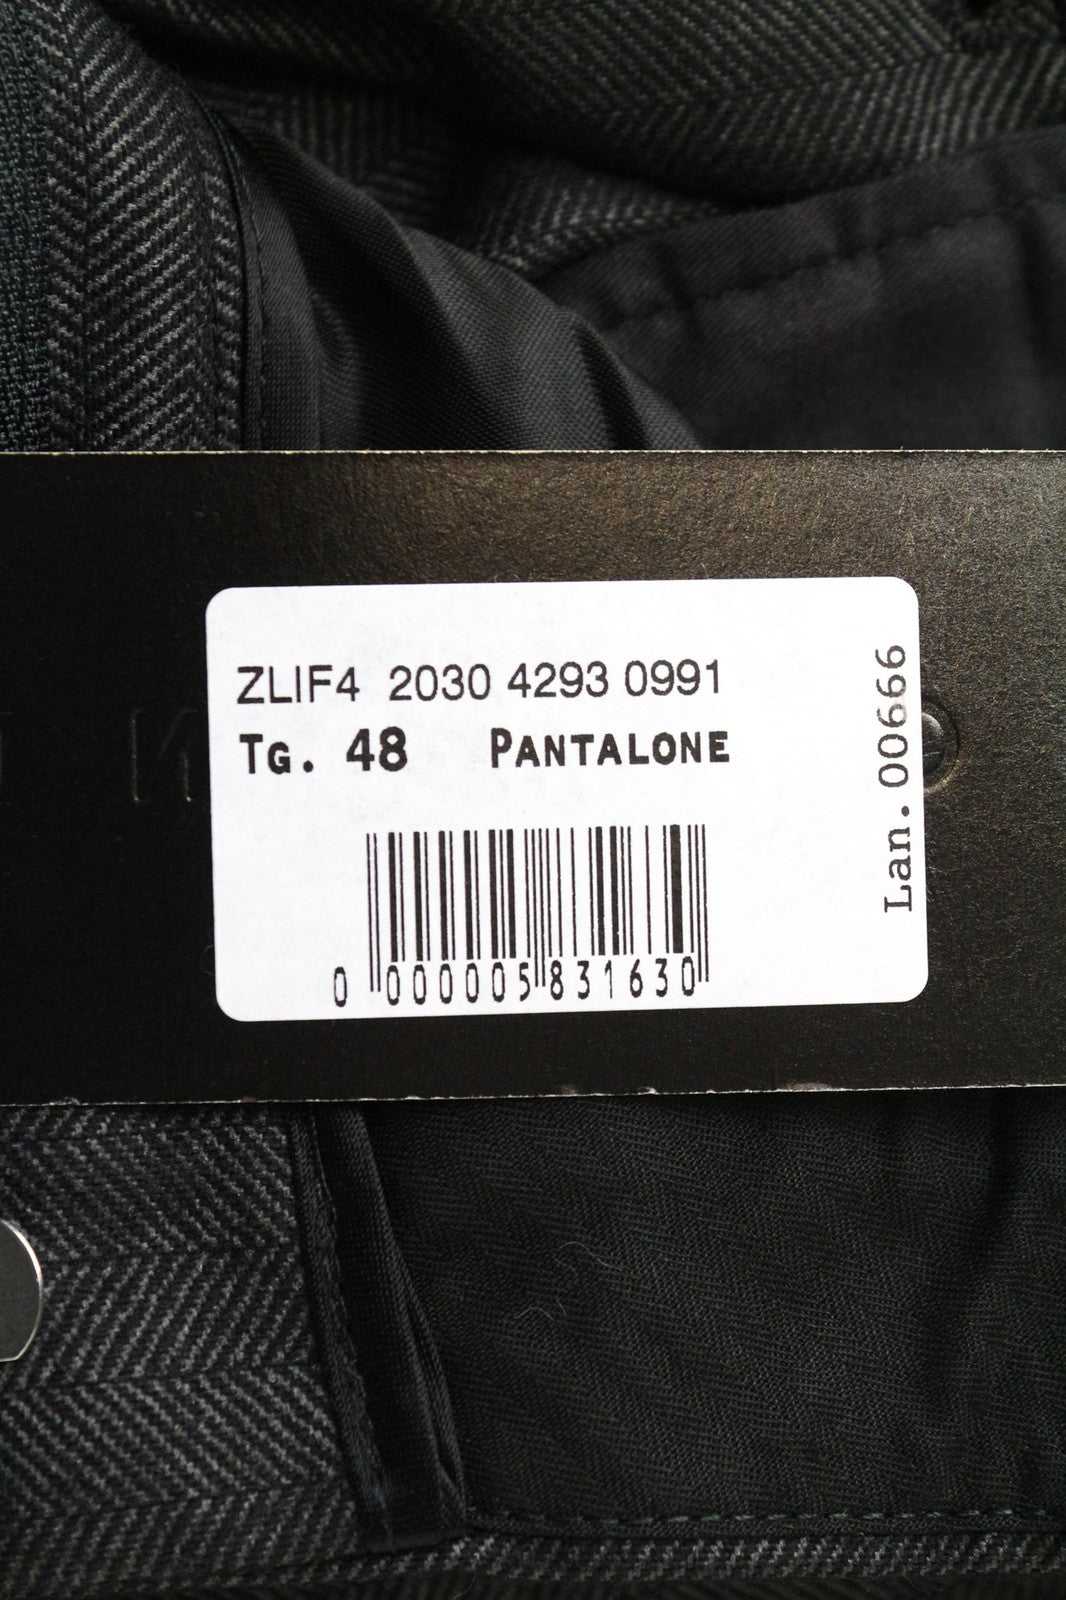 ZLIF4 2030 4293 0991
TG. 48 PANTALONE
Lan. 00666
0 000005 831630